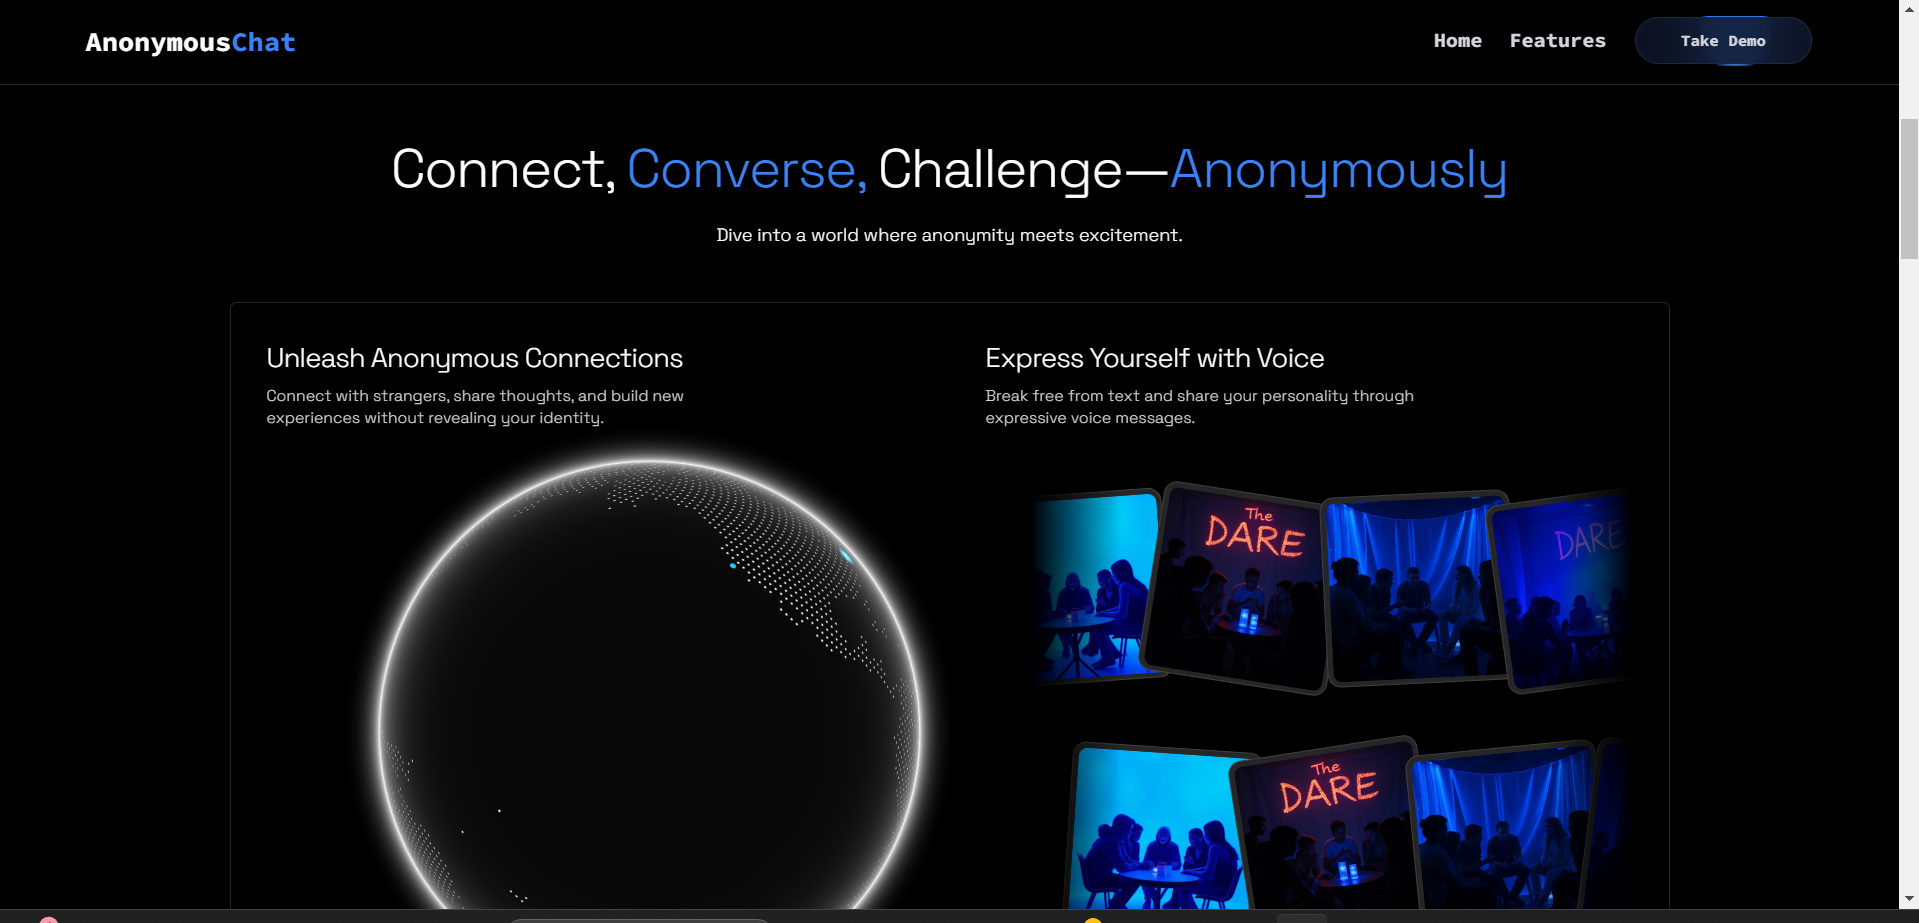 AnonymousChat
Home
Features
Take Demo
Connect, Converse, Challenge—Anonymously
Dive into a world where anonymity meets excitement.
Unleash Anonymous Connections
Connect with strangers, share thoughts, and build new
experiences without revealing your identity.
Express Yourself with Voice
Break free from text and share your personality through
expressive voice messages.
The
DARE
DARE
The
DARE